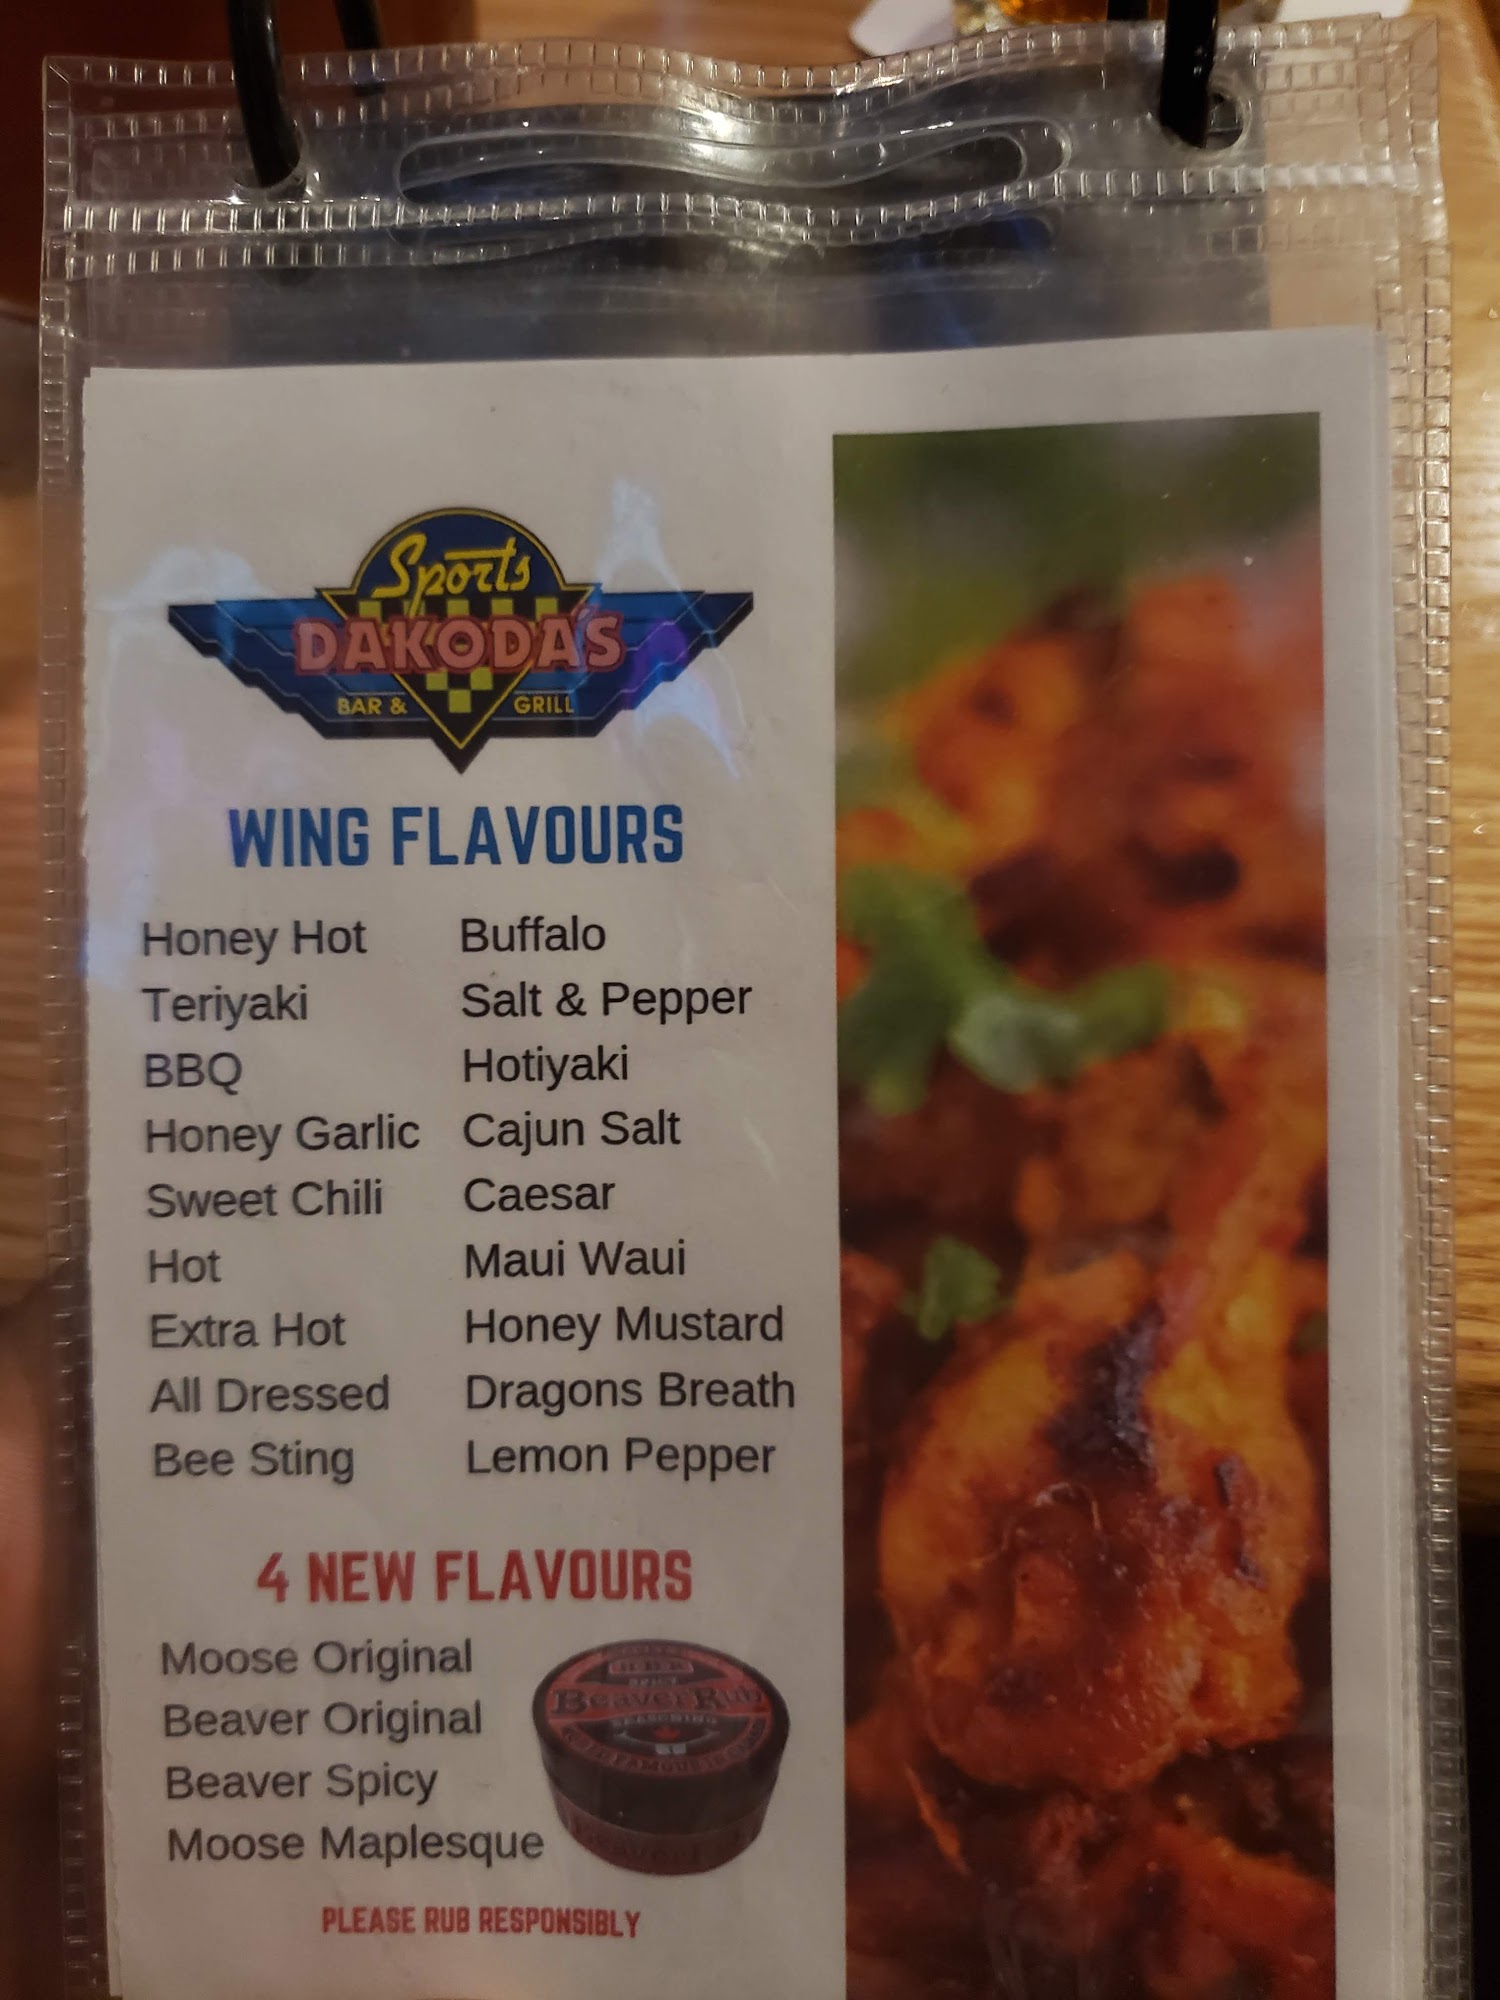 Sports
DAKODA'S
BAR & GRILL
WING FLAVOURS
Honey Hot
Teriyaki
BBQ
Honey Garlic
Sweet Chili
Hot
Extra Hot
All Dressed
Bee Sting
Buffalo
Salt & Pepper
Hotiyaki
Cajun Salt
Caesar
Maui Waui
Honey Mustard
Dragons Breath
Lemon Pepper
4 NEW FLAVOURS
Moose Original
Beaver Original
Beaver Spicy
Moose Maplesque
BeaverRub
SEASONING
PLEASE RUB RESPONSIBLY